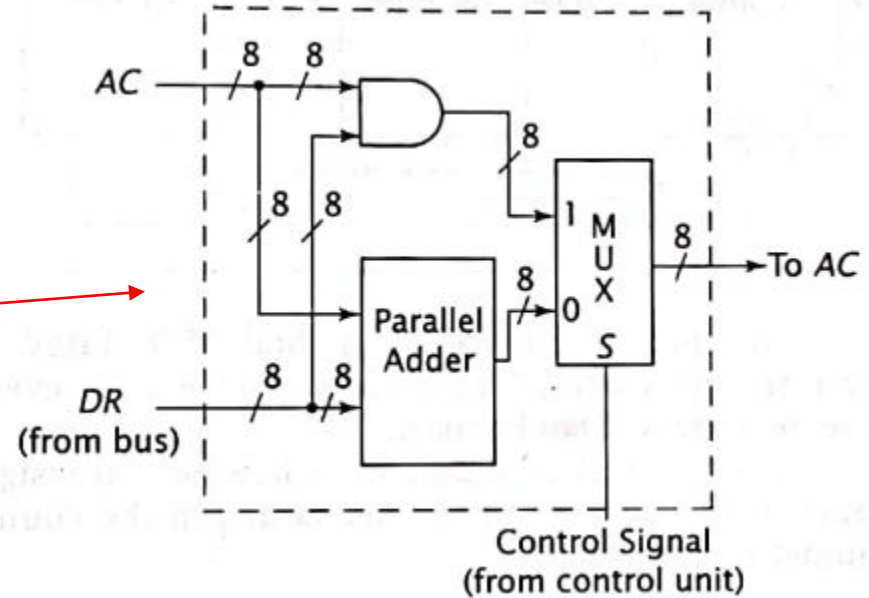 8
8
AC
8
8
8
1
M
U
X
8
To AC
8
0
Parallel
Adder
S
8
8
DR
(from bus)
Control Signal
(from control unit)